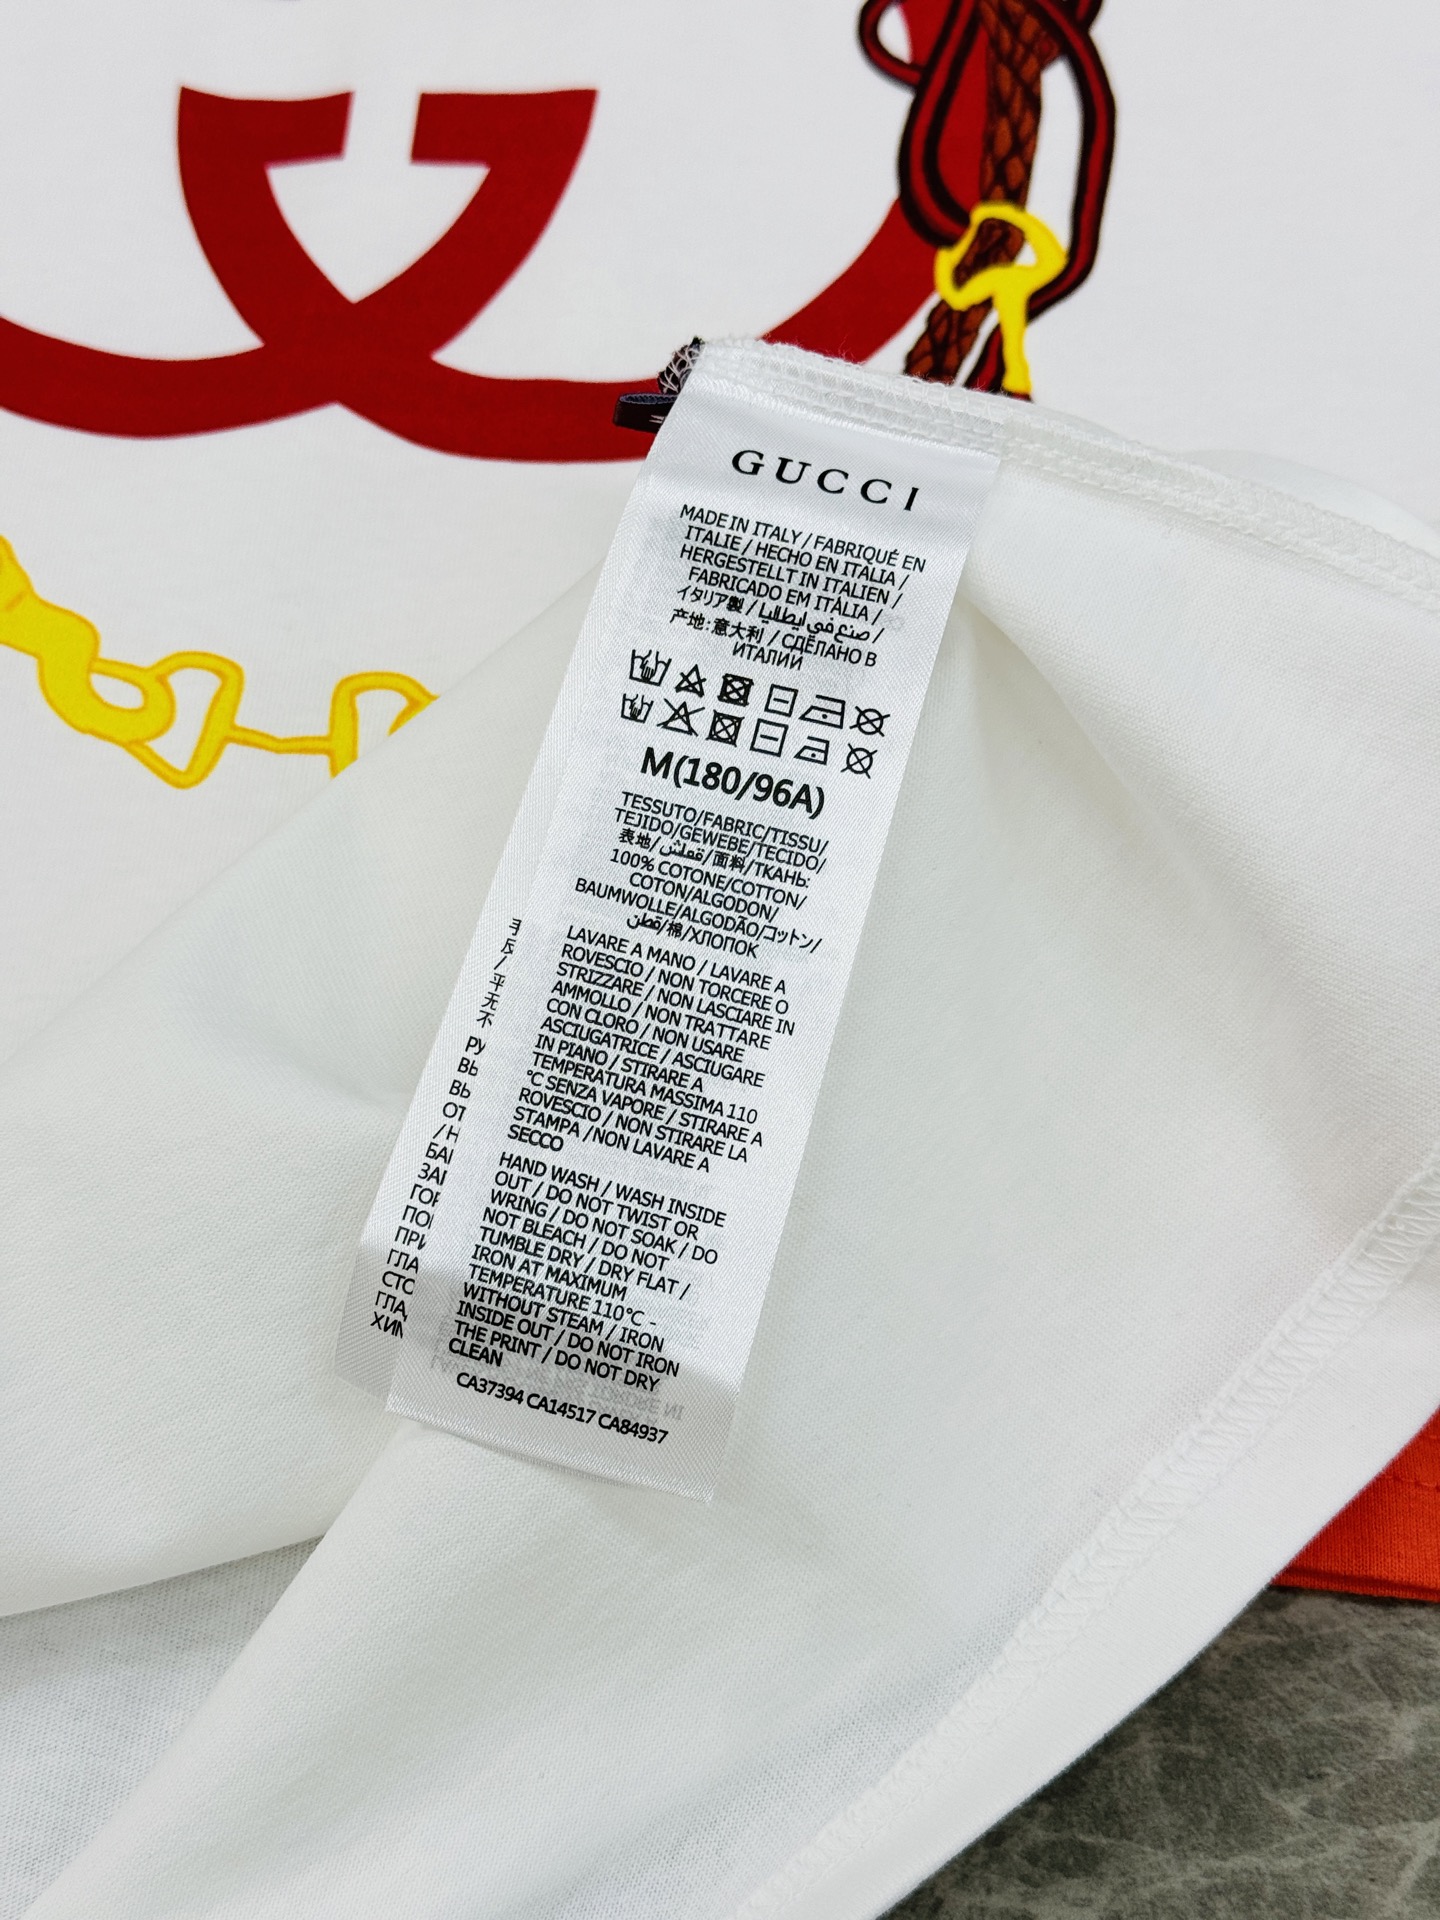 GUCCI
MADE IN ITALY / FABRIQUÉ EN
ITALIE / HECHO EN ITALIA /
HERGESTELLT IN ITALIEN /
FABRICADO EM ITÁLIA /
イタリア製 / صنع في ايطاليا /
产地：意大利 / СДЕЛАНО В
ИТАЛИИ
M(180/96A)
TESSUTO/FABRIC/TISSU/
TEJIDO/GEWEBE/TECIDO/
表地/قماش/面料/ТКАНЬ:
100% COTONE/COTTON/
COTON/ALGODON/
BAUMWOLLE/ALGODÃO/コットン/
قطن/棉/ХЛОПОК
LAVARE A MANO / LAVARE A
ROVESCIO / NON TORCERE O
STRIZZARE / NON LASCIARE IN
AMMOLLO / NON TRATTARE
CON CLORO / NON USARE
ASCIUGATRICE / ASCIUGARE
IN PIANO / STIRARE A
TEMPERATURA MASSIMA 110
°C SENZA VAPORE / STIRARE A
ROVESCIO / NON STIRARE LA
STAMPA /NON LAVARE A
SECCO
HAND WASH / WASH INSIDE
OUT / DO NOT TWIST OR
WRING / DO NOT SOAK / DO
NOT BLEACH / DO NOT
TUMBLE DRY / DRY FLAT /
IRON AT MAXIMUM
TEMPERATURE 110°C -
WITHOUT STEAM / IRON
INSIDE OUT / DO NOT IRON
THE PRINT / DO NOT DRY
CLEAN
CA37394 CA14517 CA84937